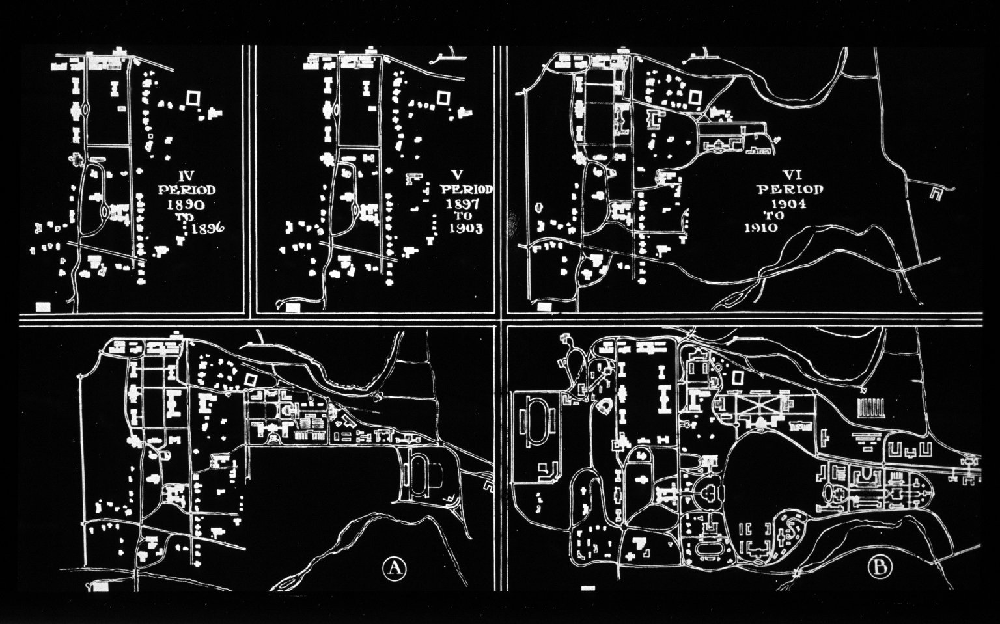 IV
PERIOD
1890
TO
1896
V
PERIOD
1897
TO
1903
VI
PERIOD
1904
TO
1910
A
B